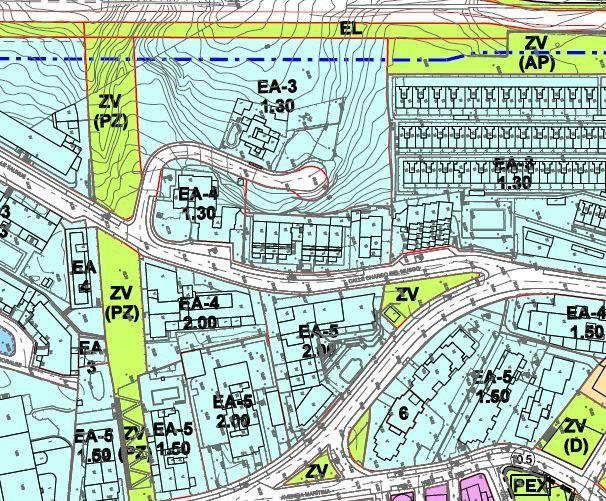 EL
ZV
(AP)
EA-3
1.30
ZV
(PZ)
EA-3
1.30
EA-4
1.30
3
EA
4
ZV
(PZ)
EA-4
2.00
ZV
EA-5
2.00
EA-4
1.50
EA
3
EA-5
2.00
EA-5
1.50
6
EA-5
1.50
EA-5
1.50
ZV
(PZ)
ZV
(D)
ZV
AVENIDA MARITIMA
0.5
PEX